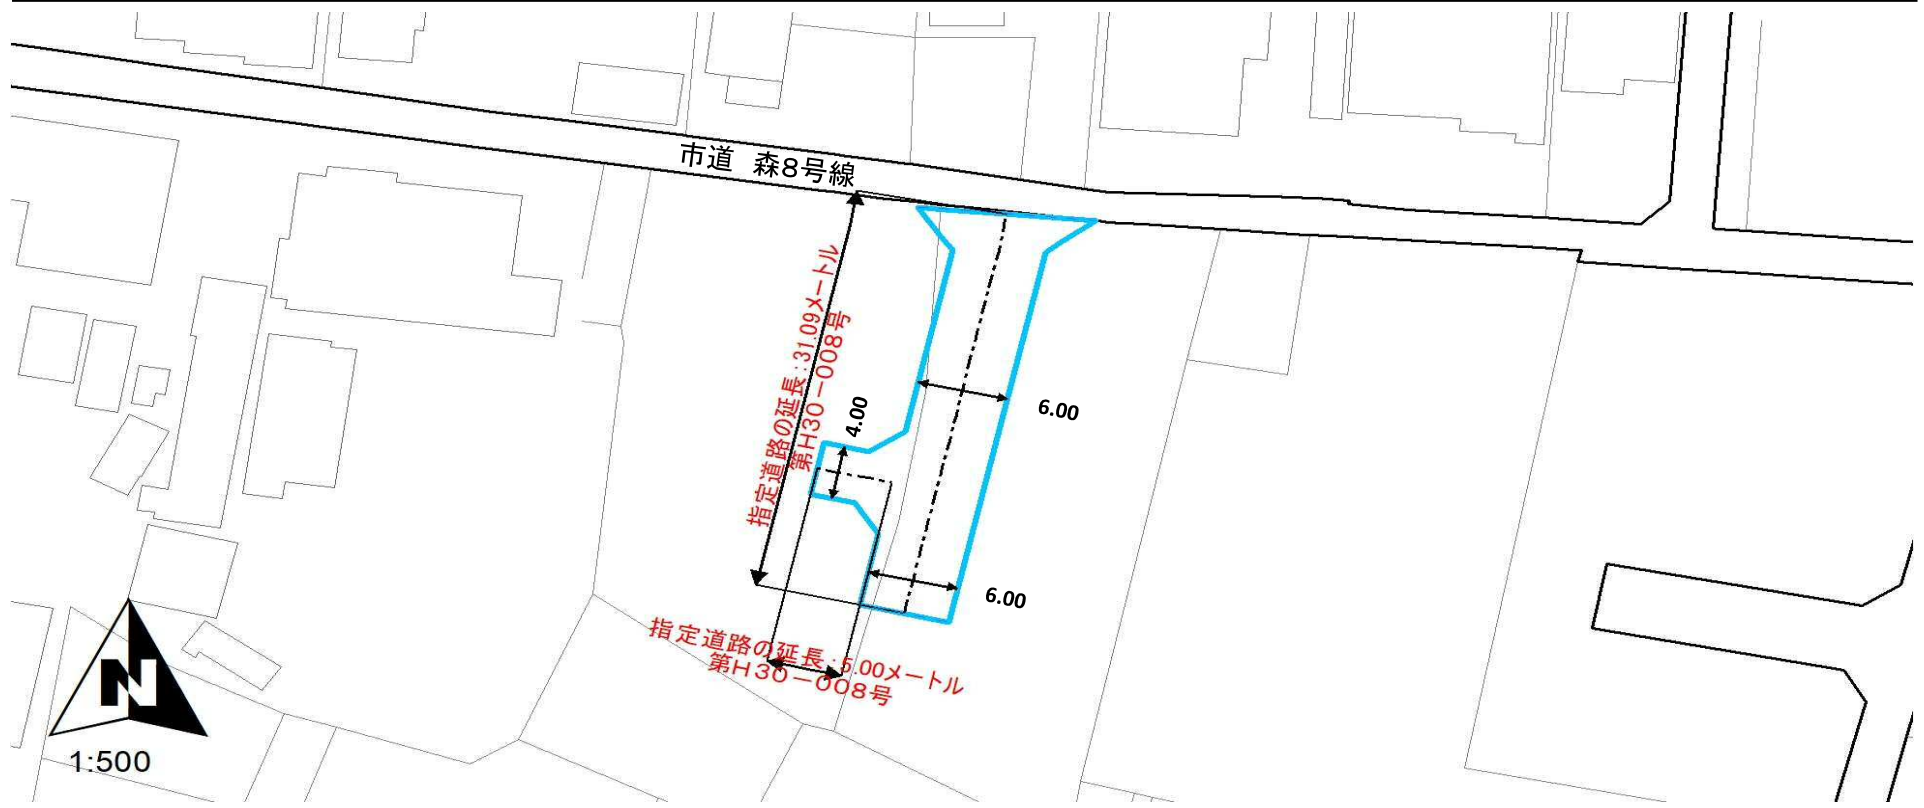 市道　森8号線
指定道路の延長：31.09メートル
第H30－008号
4.00
6.00
6.00
指定道路の延長：5.00メートル
第H30－008号
N
1:500